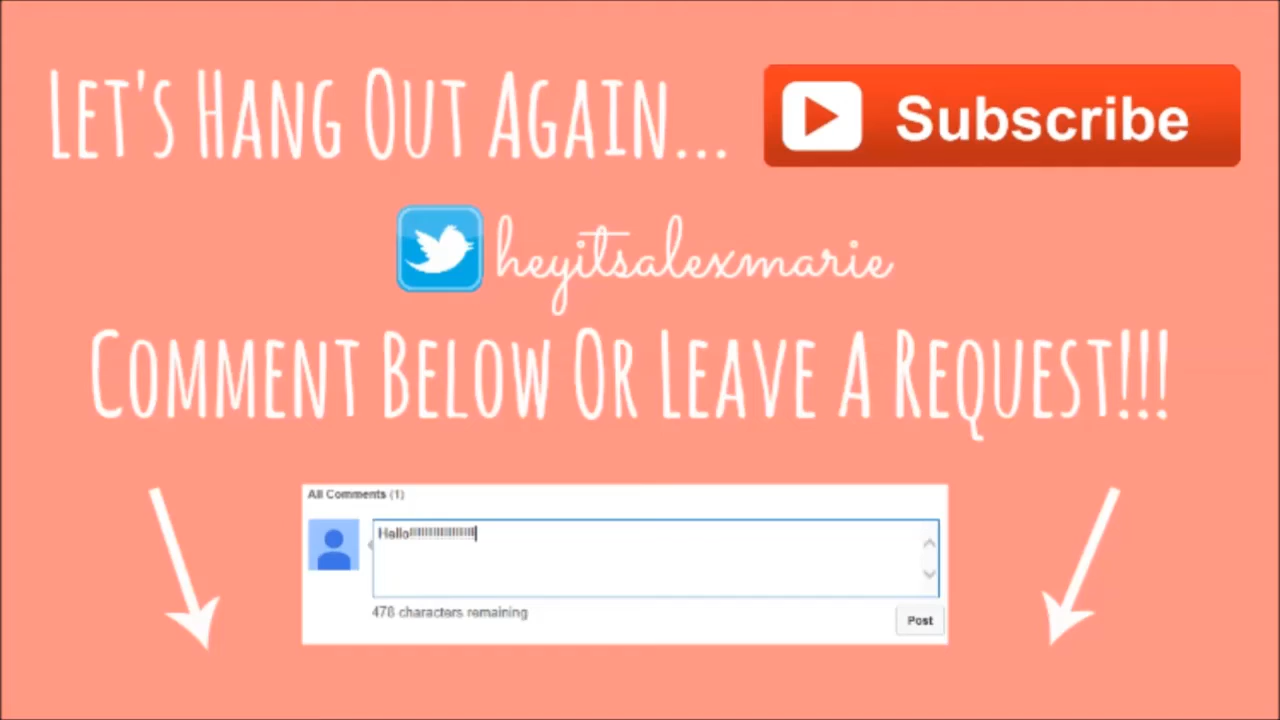 Let's Hang Out Again...
Subscribe
heyitsalexmarie
Comment Below Or Leave A Request!!!
All Comments (1)
Hello!!!!!!!!!!!!!!!!!
478 characters remaining
Post